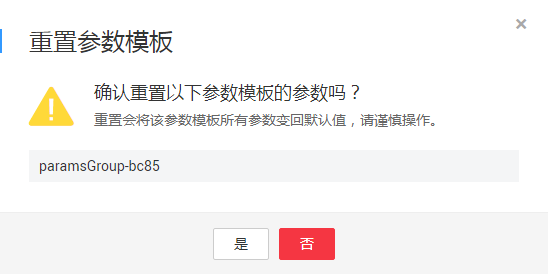 重置参数模板
确认重置以下参数模板的参数吗？
重置会将该参数模板所有参数变回默认值，请谨慎操作。
paramsGroup-bc85
是
否